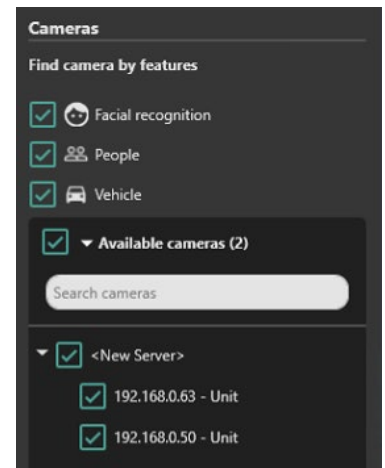 Cameras
Find camera by features
Facial recognition
People
Vehicle
Available cameras (2)
Search cameras
<New Server>
192.168.0.63 - Unit
192.168.0.50 - Unit